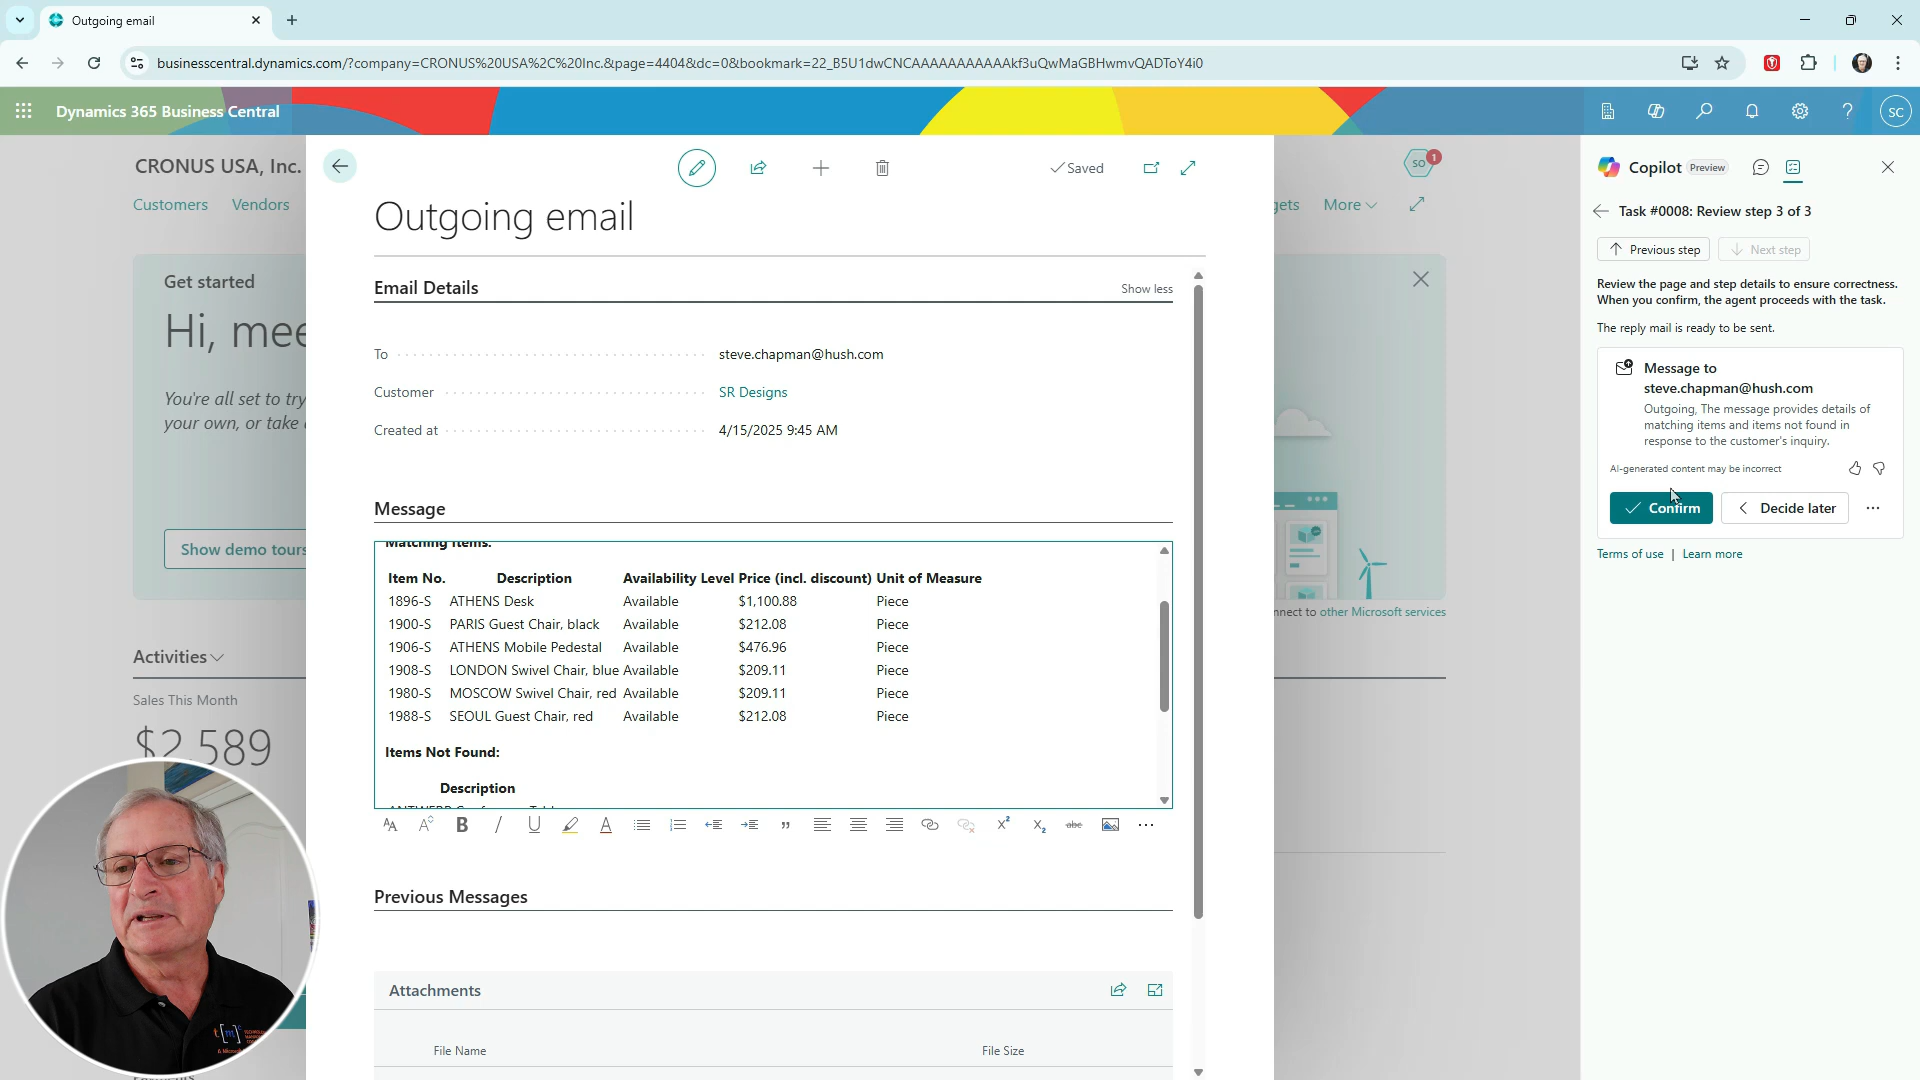 Outgoing email
businesscentral.dynamics.com/?company=CRONUS%20USA%2C%20Inc.&page=4404&dc=0&bookmark=22_B5U1dwCNCAAAAAAAAAAAkf3uQwMaGBHwmvQADToY4i0
Dynamics 365 Business Central
SC
CRONUS USA, Inc.
Customers Vendors
More
SO 1
Get started
Hi, mee
You're all set to try
your own, or take
Show demo tours
nnect to other Microsoft services
Activities
Sales This Month
$2,589
Saved
Outgoing email
Email Details
Show less
To
steve.chapman@hush.com
Customer
SR Designs
Created at
4/15/2025 9:45 AM
Message
Matching Items:
Item No. Description Availability Level Price (incl. discount) Unit of Measure
1896-S ATHENS Desk Available $1,100.88 Piece
1900-S PARIS Guest Chair, black Available $212.08 Piece
1906-S ATHENS Mobile Pedestal Available $476.96 Piece
1908-S LONDON Swivel Chair, blue Available $209.11 Piece
1980-S MOSCOW Swivel Chair, red Available $209.11 Piece
1988-S SEOUL Guest Chair, red Available $212.08 Piece
Items Not Found:
Description
Previous Messages
Attachments
File Name File Size
Copilot Preview
Task #0008: Review step 3 of 3
Previous step
Next step
Review the page and step details to ensure correctness.
When you confirm, the agent proceeds with the task.
The reply mail is ready to be sent.
Message to
steve.chapman@hush.com
Outgoing, The message provides details of
matching items and items not found in
response to the customer's inquiry.
AI-generated content may be incorrect
Confirm
Decide later
Terms of use | Learn more